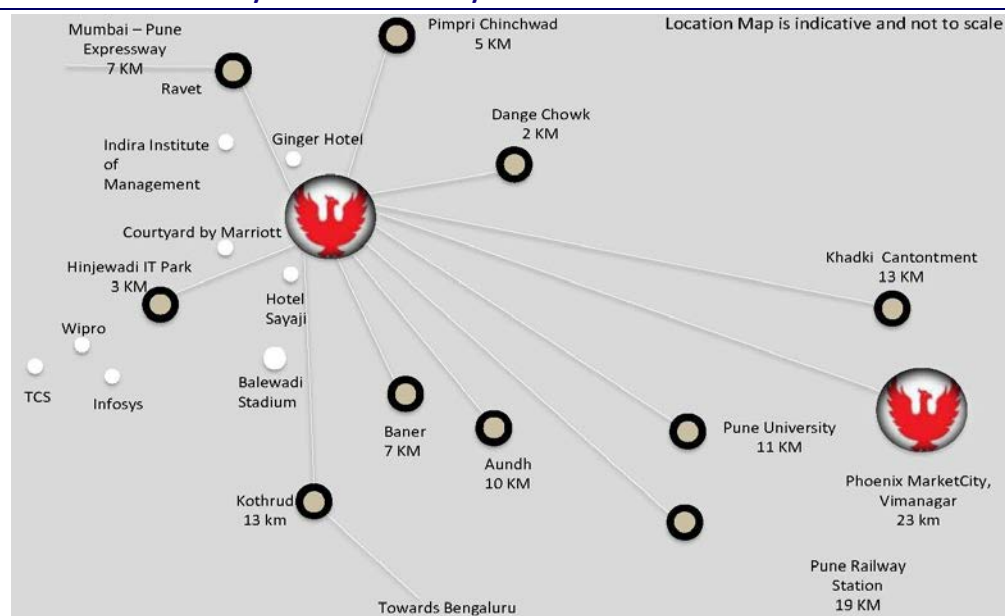 Mumbai – Pune
Expressway
7 KM
Ravet
Pimpri Chinchwad
5 KM
Location Map is indicative and not to scale
Dange Chowk
2 KM
Ginger Hotel
Indira Institute
of
Management
Courtyard by Marriott
Hinjewadi IT Park
3 KM
Hotel
Sayaji
Khadki Cantontment
13 KM
Wipro
TCS
Infosys
Balewadi
Stadium
Baner
7 KM
Aundh
10 KM
Pune University
11 KM
Phoenix MarketCity,
Vimanagar
23 km
Kothrud
13 km
Pune Railway
Station
19 KM
Towards Bengaluru